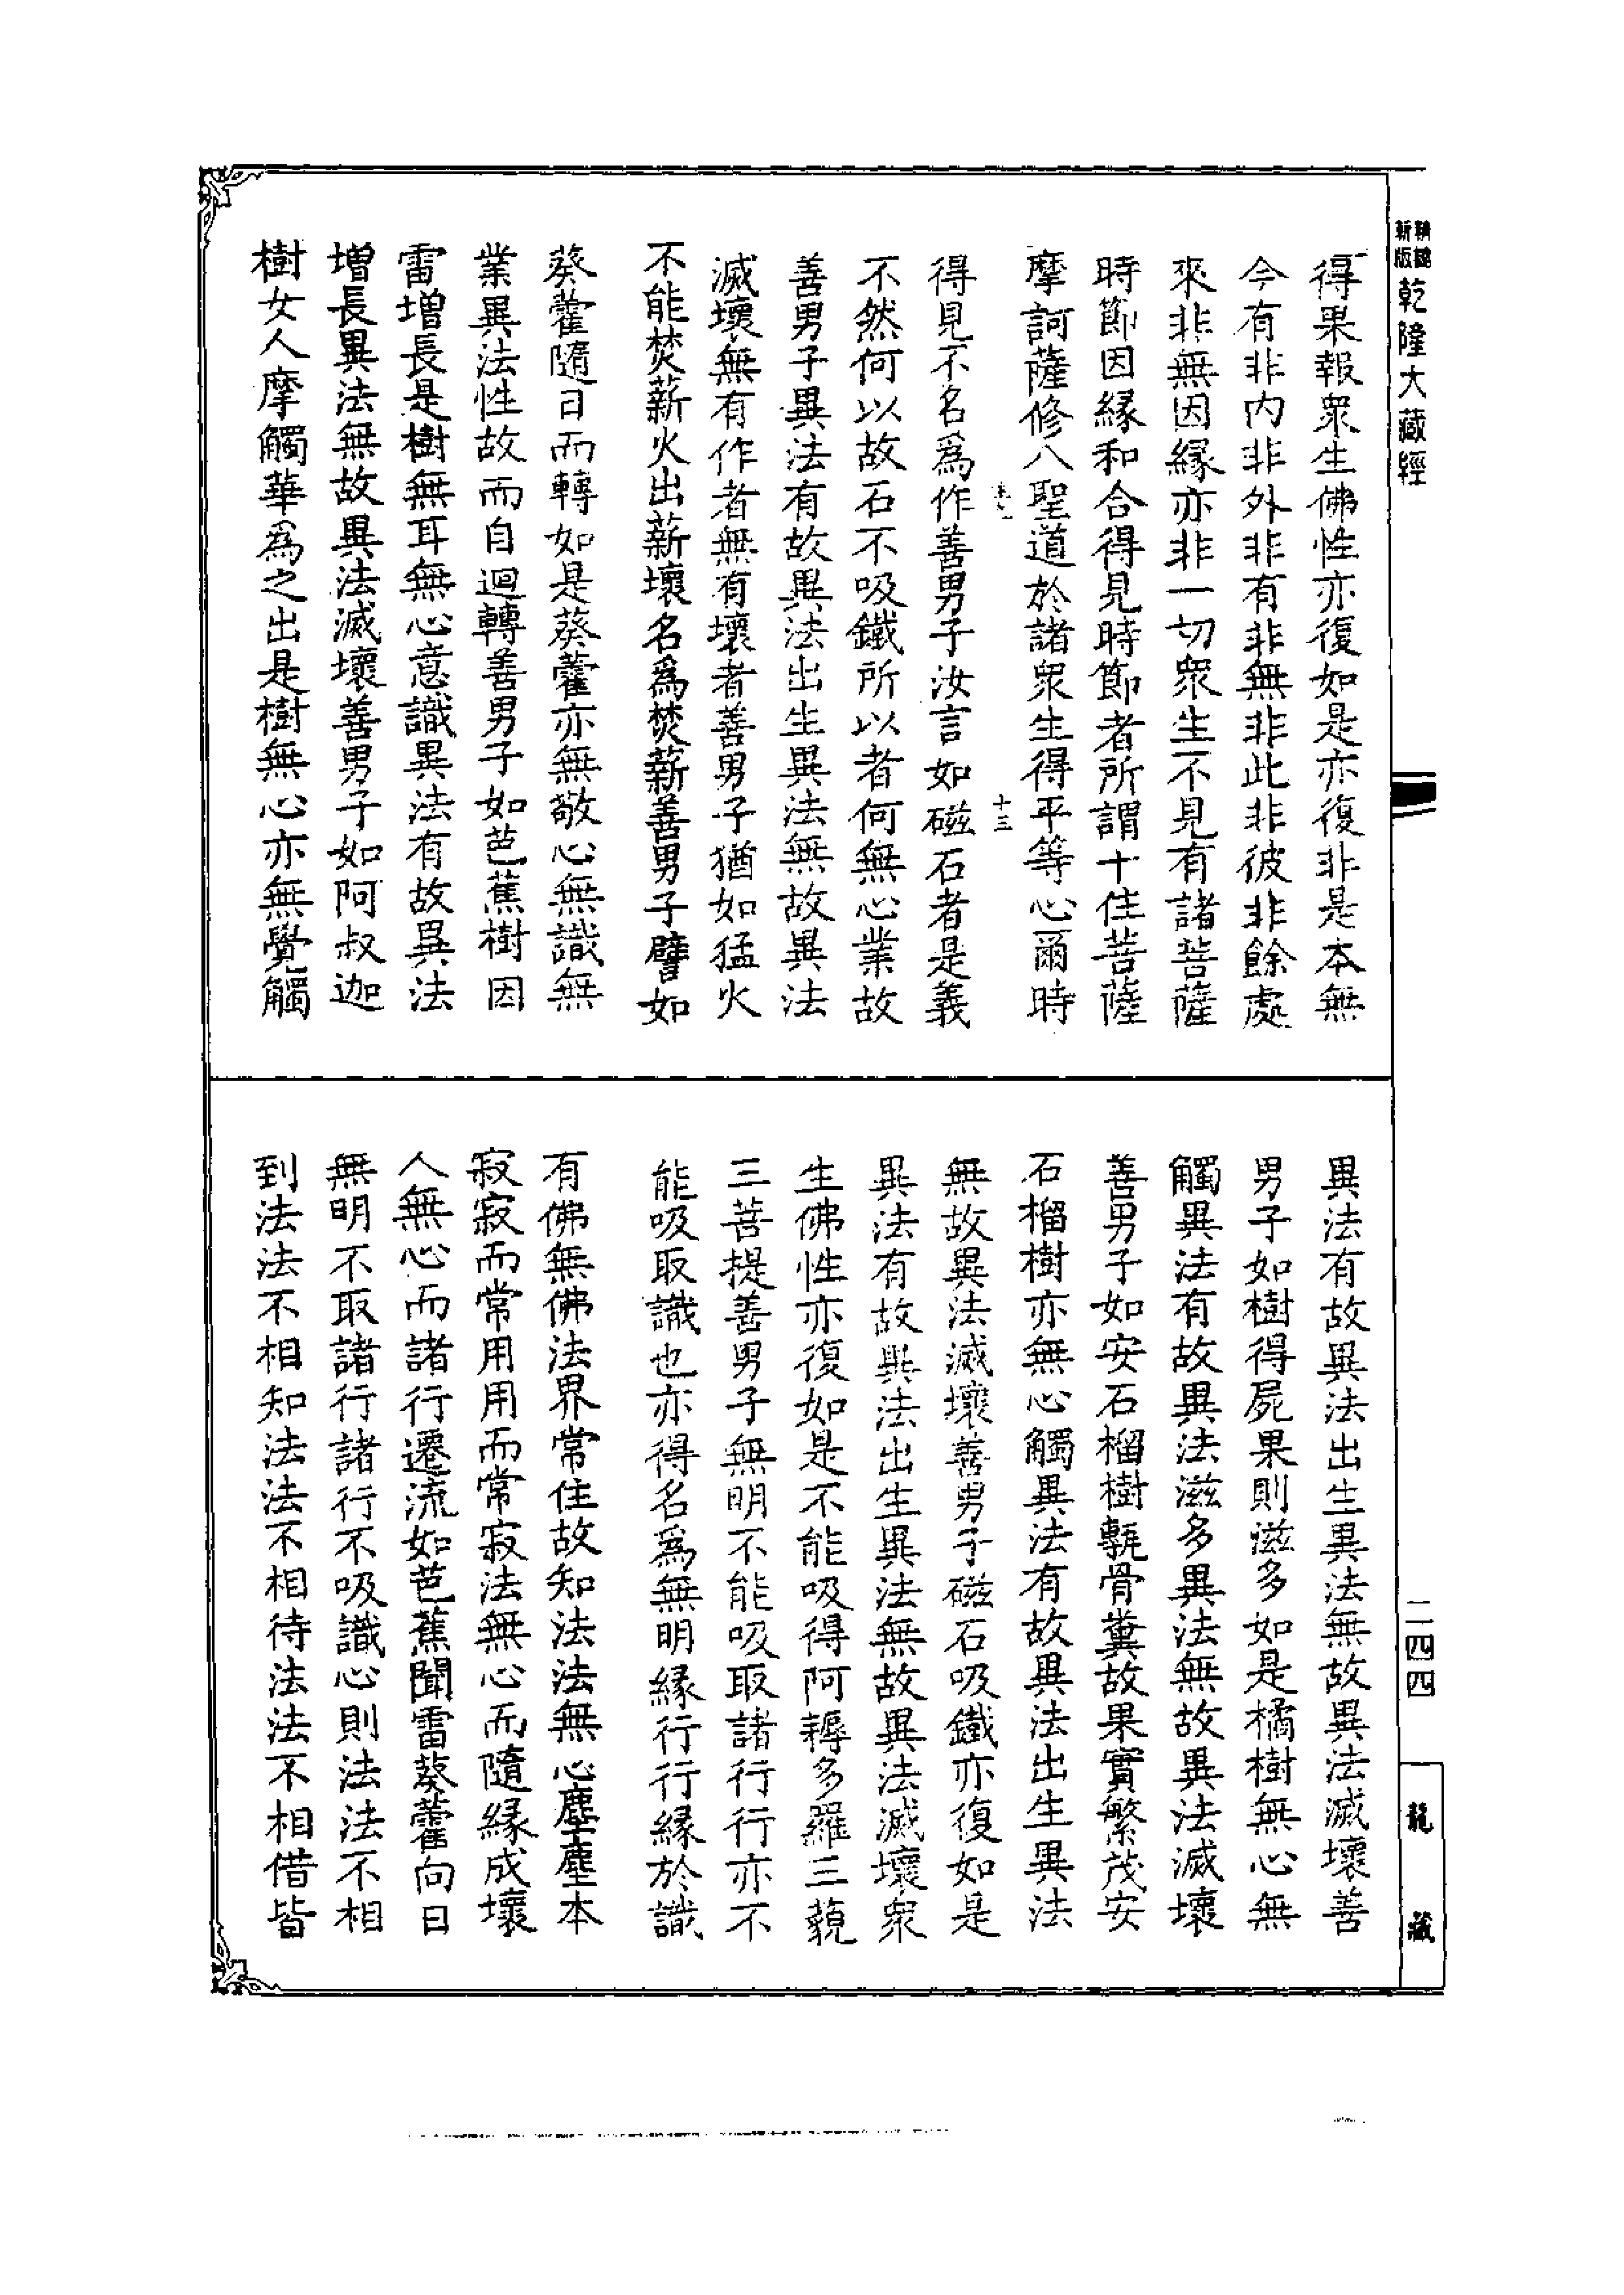 精鐫新版乾隆大藏經
得果報衆生佛性亦復如是亦復非是本無
今有非内非外非有非無非此非彼非餘處
來非無因縁亦非一切衆生不見有諸菩薩
時節因縁和合得見時節者所謂十住菩薩
摩訶薩修八聖道於諸衆生得平等心爾時
十三
得見不名爲作善男子汝言如磁石者是義
不然何以故石不吸鐵所以者何無心業故
善男子異法有故異法出生異法無故異法
滅壞無有作者無有壞者善男子猶如猛火
不能焚薪火出薪壞名爲焚薪善男子譬如
葵藿隨日而轉如是葵藿亦無敬心無識無
業異法性故而自迴轉善男子如芭蕉樹因
雷增長是樹無耳無心意識異法有故異法
增長異法無故異法滅壞善男子如阿叔迦
樹女人摩觸華爲之出是樹無心亦無覺觸
異法有故異法出生異法無故異法滅壞善
男子如樹得屍果則滋多如是橘樹無心無
觸異法有故異法滋多異法無故異法滅壞
善男子如安石榴樹甎骨糞故果實繁茂安
石榴樹亦無心觸異法有故異法出生異法
無故異法滅壞善男子磁石吸鐵亦復如是
異法有故異法出生異法無故異法滅壞衆
生佛性亦復如是不能吸得阿耨多羅三藐
三菩提善男子無明不能吸取諸行行亦不
能吸取識也亦得名爲無明縁行行縁於識
有佛無佛法界常住故知法法無心塵塵本
寂寂而常用用而常寂法無心而隨縁成壞
人無心而諸行遷流如芭蕉聞雷葵藿向日
無明不取諸行諸行不吸識心則法法不相
到法法不相知法法不相待法法不相借皆
二四四
龍藏